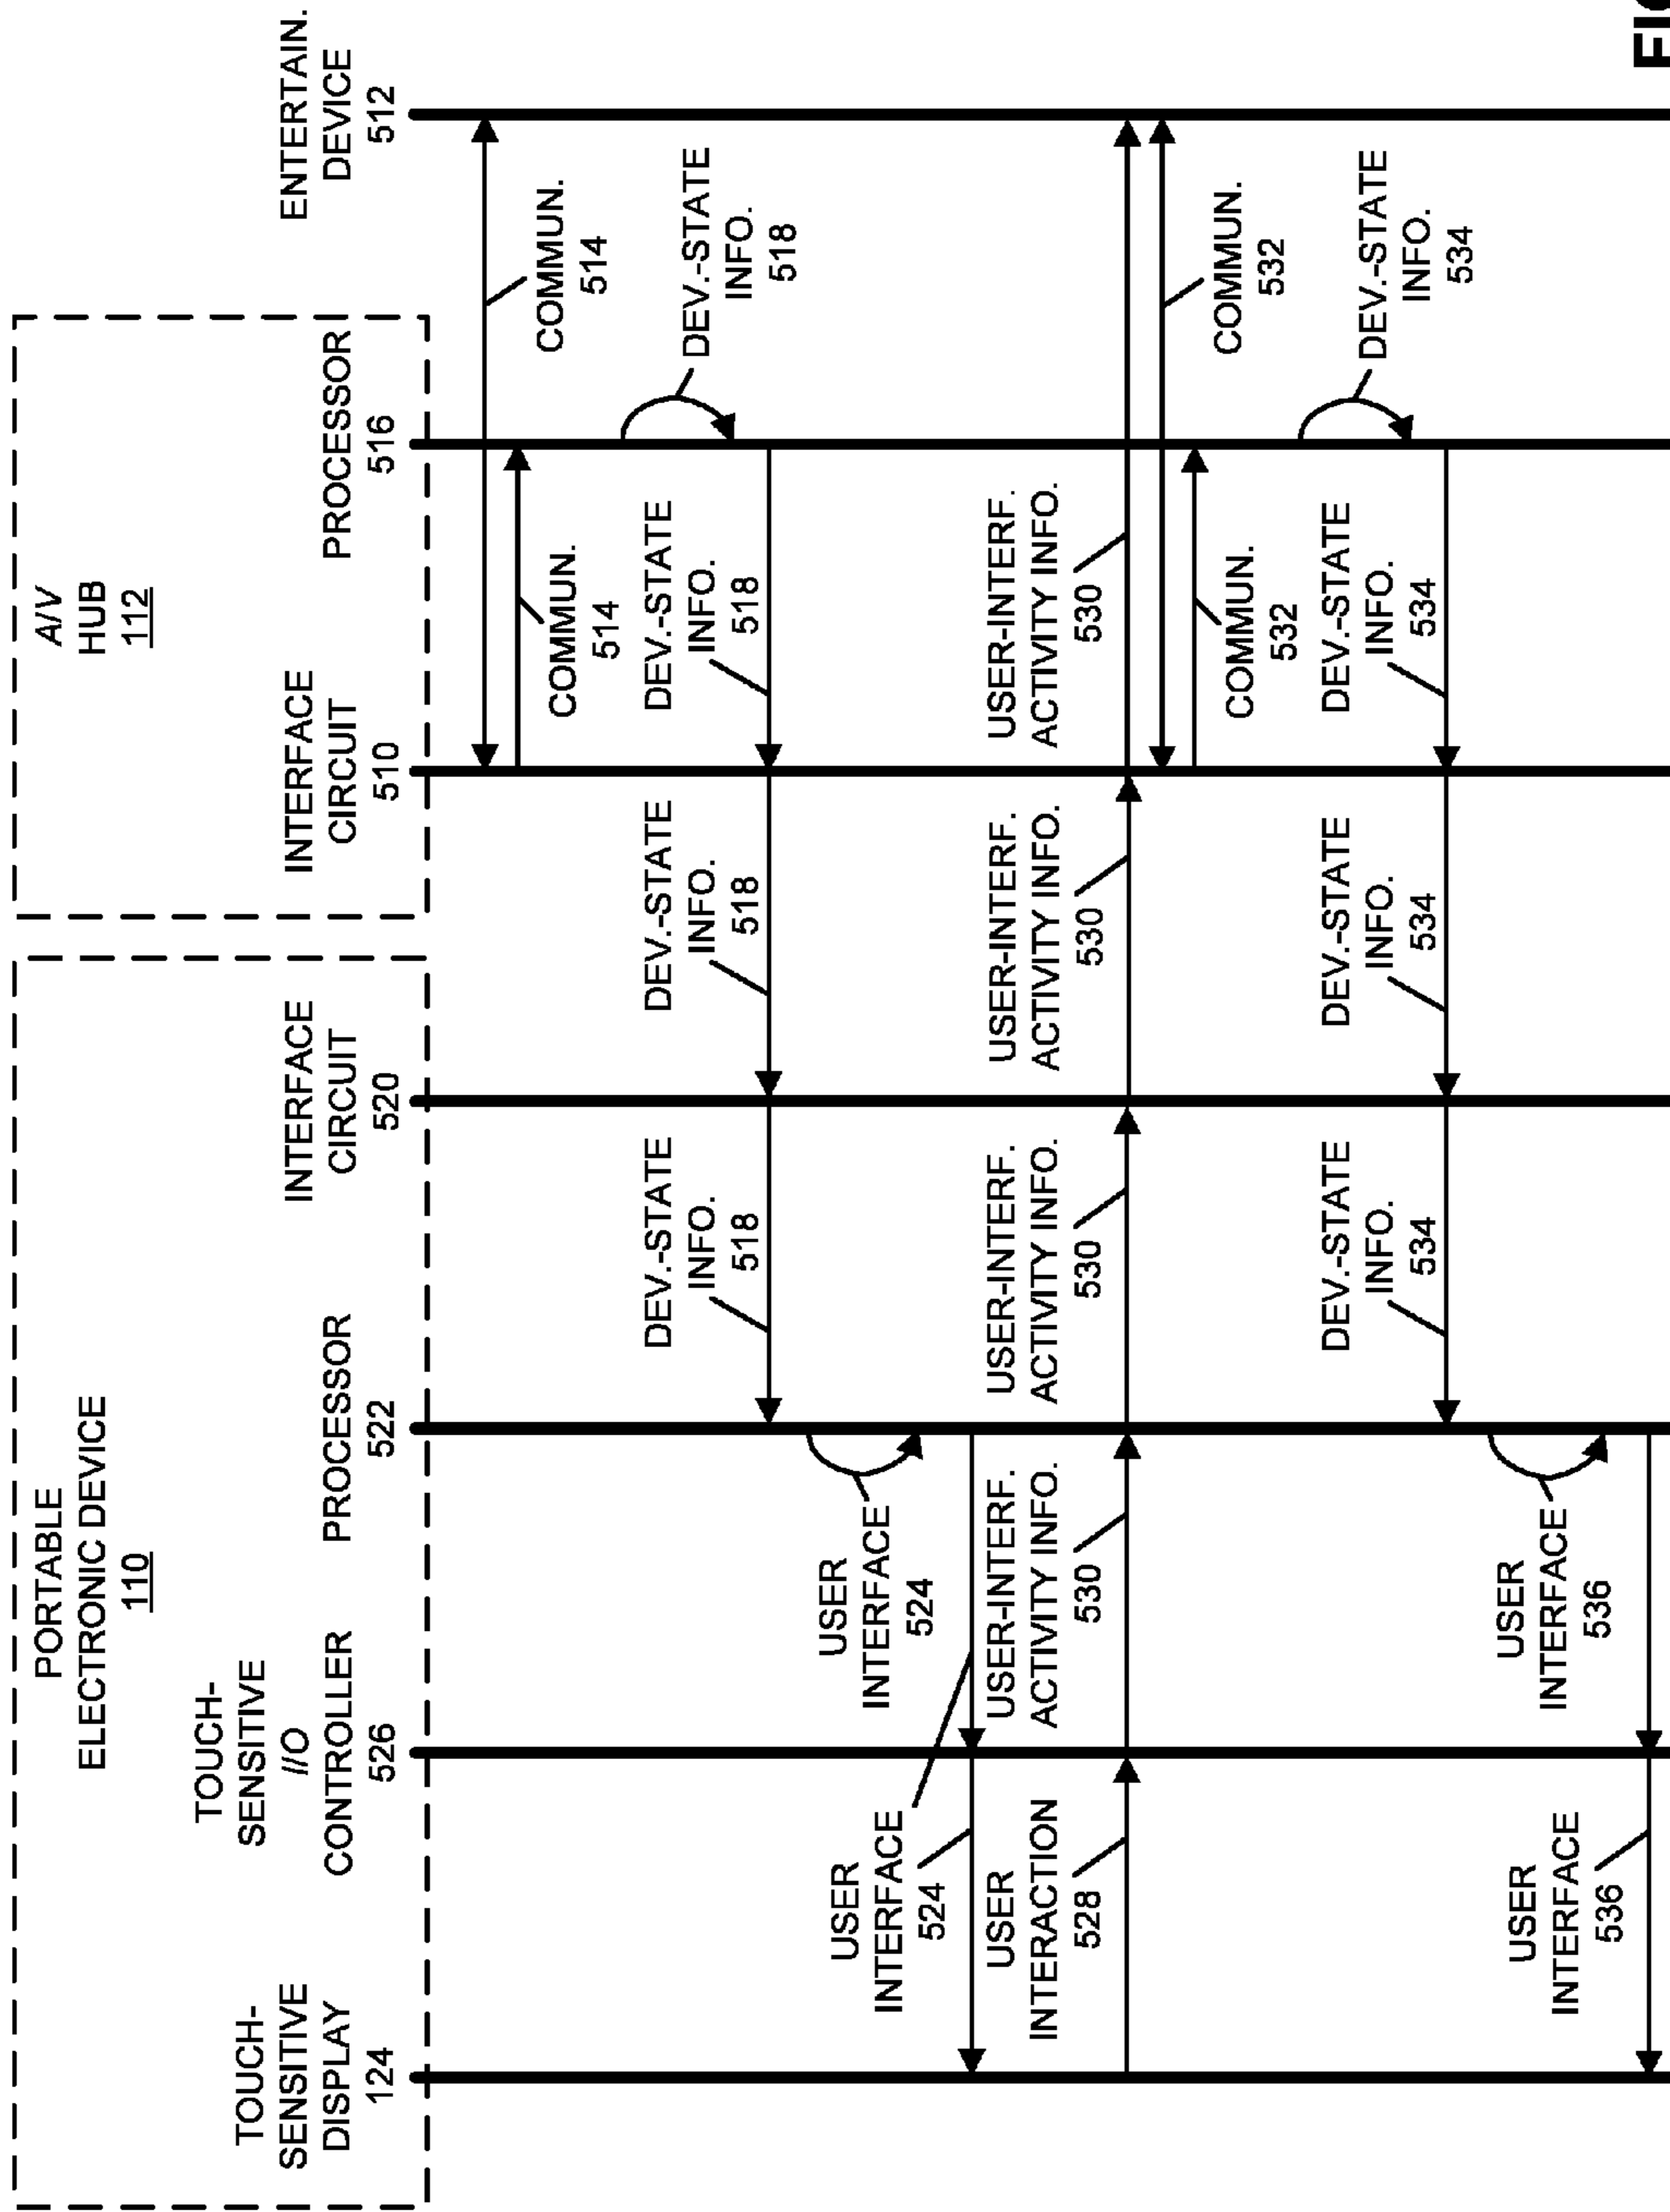 PORTABLE
ELECTRONIC DEVICE
110
A/V
HUB
112
TOUCH-
SENSITIVE
DISPLAY
124
TOUCH-
SENSITIVE
I/O
CONTROLLER
526
PROCESSOR
522
INTERFACE
CIRCUIT
520
INTERFACE
CIRCUIT
510
PROCESSOR
516
ENTERTAIN.
DEVICE
512
COMMUN.
514
COMMUN.
514
DEV.-STATE
INFO.
518
DEV.-STATE
INFO.
518
DEV.-STATE
INFO.
518
DEV.-STATE
INFO.
518
USER
INTERFACE
524
USER
INTERFACE
524
USER
INTERACTION
528
USER-INTERF.
ACTIVITY INFO.
530
USER-INTERF.
ACTIVITY INFO.
530
USER-INTERF.
ACTIVITY INFO.
530
USER-INTERF.
ACTIVITY INFO.
530
COMMUN.
532
COMMUN.
532
DEV.-STATE
INFO.
534
DEV.-STATE
INFO.
534
DEV.-STATE
INFO.
534
DEV.-STATE
INFO.
534
USER
INTERFACE
536
USER
INTERFACE
536